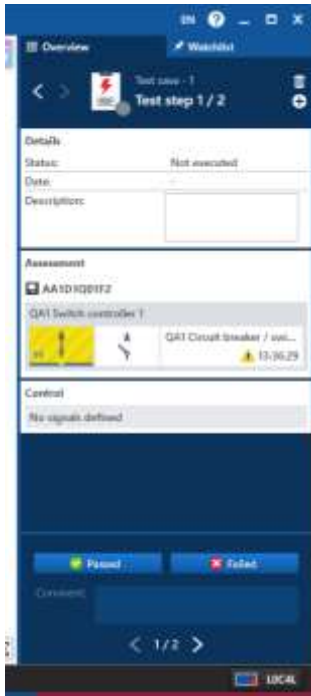 EN
Overview
Watchlist
Test case - 1
Test step 1 / 2
Details
Status:
Not executed
Date:
-
Description:
Assessment
AA1D1Q01F2
QA1 Switch controller 1
QA1 Circuit breaker / swi...
13:36:29
Control
No signals defined
Passed
Failed
Comment:
1/2
LOCAL